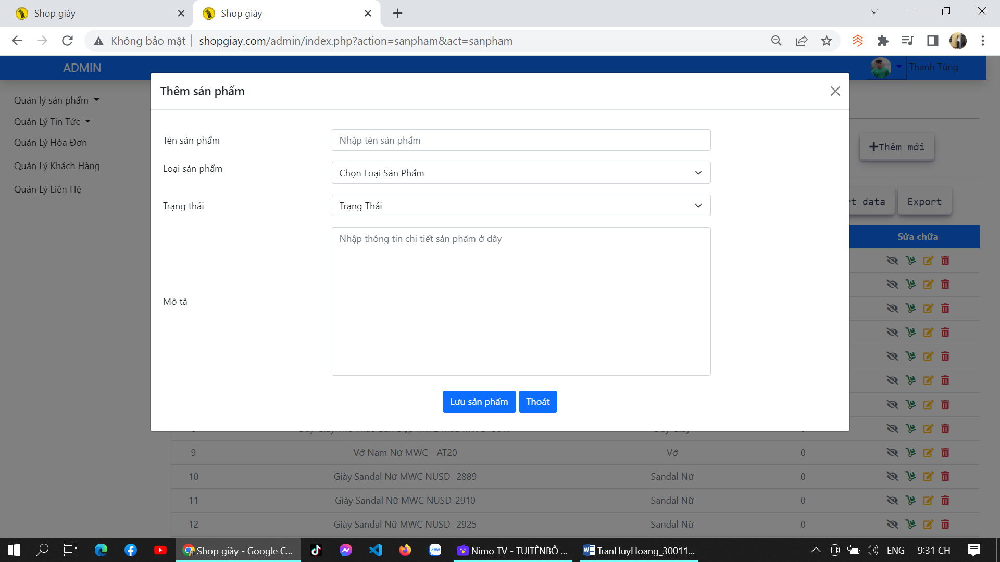 Shop giày
Shop giày
Không bảo mật
shopgiay.com/admin/index.php?action=sanpham&act=sanpham
ADMIN
Thanh Tùng
Thêm sản phẩm
Quản lý sản phẩm
Quản Lý Tin Tức
Quản Lý Hóa Đơn
Quản Lý Khách Hàng
Quản Lý Liên Hệ
Tên sản phẩm
Nhập tên sản phẩm
Thêm mới
Loại sản phẩm
Chọn Loại Sản Phẩm
Trạng thái
Trạng Thái
data
Export
Nhập thông tin chi tiết sản phẩm ở đây
Sửa chữa
Mô tả
Lưu sản phẩm
Thoát
9 Vớ Nam Nữ MWC - AT20 Vớ 0
10 Giày Sandal Nữ MWC NUSD- 2889 Sandal Nữ 0
11 Giày Sandal Nữ MWC NUSD-2910 Sandal Nữ 0
12 Giày Sandal Nữ MWC NUSD- 2925 Sandal Nữ 0
Shop giày - Google C...
Zalo
Nimo TV - TUITÊNBÔ ...
TranHuyHoang_30011...
ENG
9:31 CH